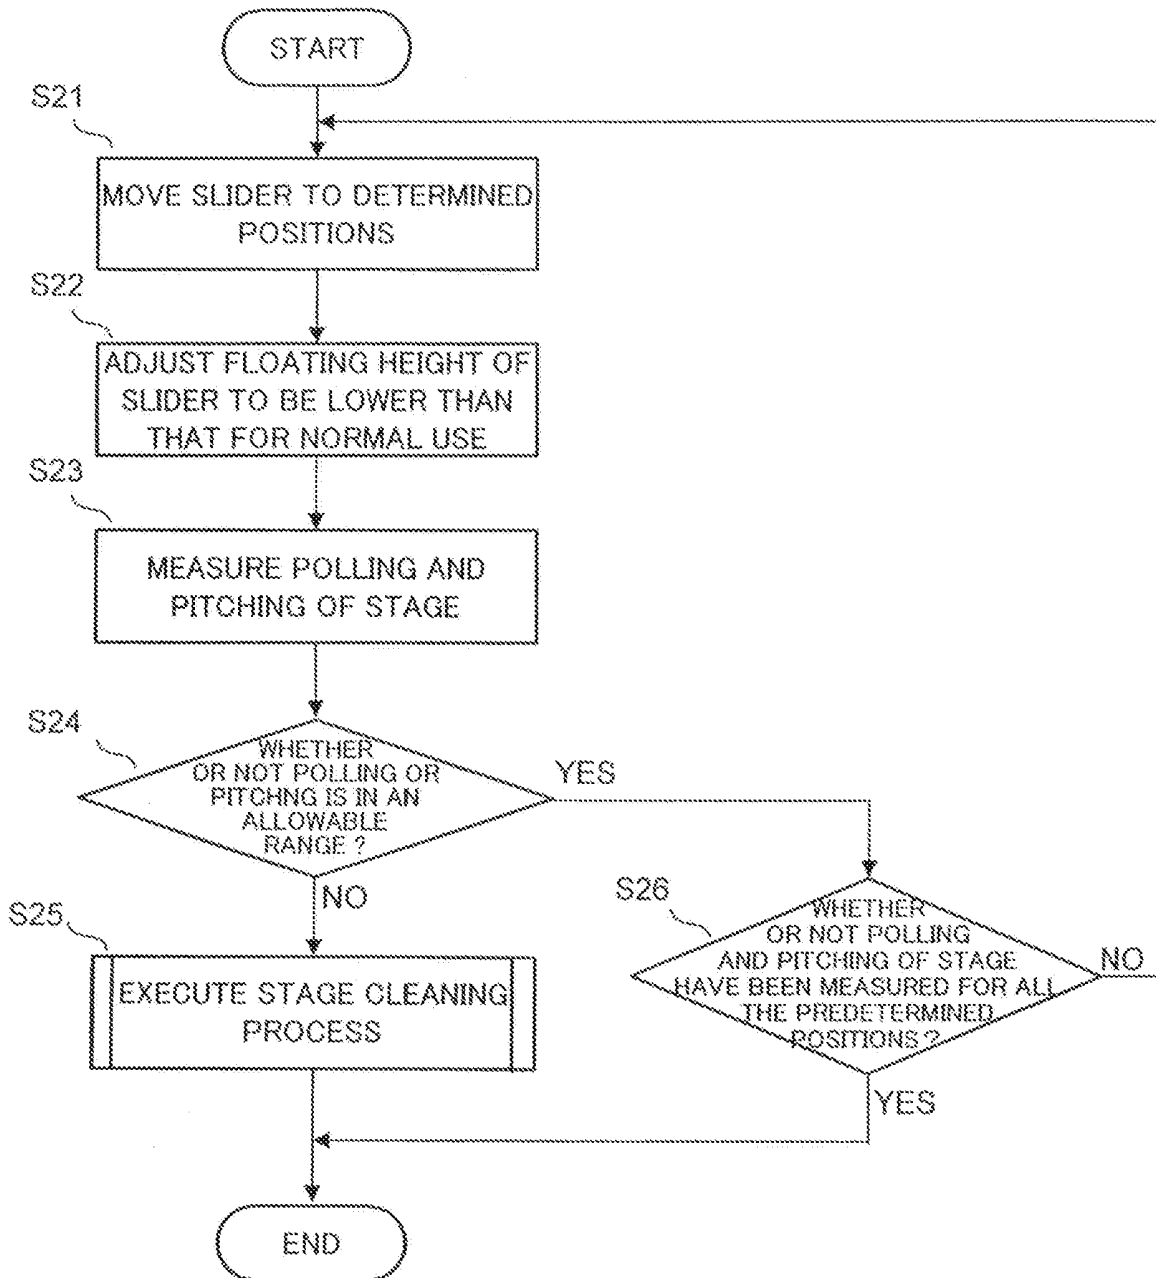 START
S21
MOVE SLIDER TO DETERMINED
POSITIONS
S22
ADJUST FLOATING HEIGHT OF
SLIDER TO BE LOWER THAN
THAT FOR NORMAL USE
S23
MEASURE POLLING AND
PITCHING OF STAGE
S24
WHETHER
OR NOT POLLING OR
PITCHNG IS IN AN
ALLOWABLE
RANGE ?
YES
NO
S25
EXECUTE STAGE CLEANING
PROCESS
S26
WHETHER
OR NOT POLLING
AND PITCHING OF STAGE
HAVE BEEN MEASURED FOR ALL
THE PREDETERMINED
POSITIONS ?
NO
YES
END